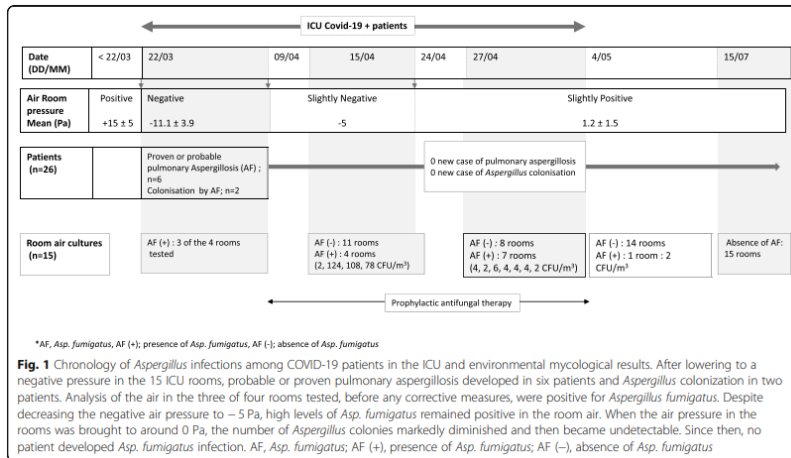 ICU Covid-19 + patients
Date < 22/03 22/03 09/04 15/04 24/04 27/04 4/05 15/07
(DD/MM)
Air Room Positive Negative Slightly Negative Slightly Positive
pressure
Mean (Pa) +15 ± 5 -11.1 ± 3.9 -5 1.2 ± 1.5
Patients
(n=26)
Proven or probable
pulmonary Aspergillosis (AF) ;
n=6
Colonisation by AF; n=2
0 new case of pulmonary aspergillosis
0 new case of Aspergillus colonisation
Room air cultures
(n=15)
AF (+) : 3 of the 4 rooms
tested
AF (-) : 11 rooms
AF (+) : 4 rooms
(2, 124, 108, 78 CFU/m³)
AF (-) : 8 rooms
AF (+) : 7 rooms
(4, 2, 6, 4, 4, 4, 2 CFU/m³)
AF (-) : 14 rooms
AF (+) : 1 room : 2
CFU/m³
Absence of AF:
15 rooms
Prophylactic antifungal therapy
*AF, Asp. fumigatus, AF (+); presence of Asp. fumigatus, AF (-); absence of Asp. fumigatus
Fig. 1 Chronology of Aspergillus infections among COVID-19 patients in the ICU and environmental mycological results. After lowering to a
negative pressure in the 15 ICU rooms, probable or proven pulmonary aspergillosis developed in six patients and Aspergillus colonization in two
patients. Analysis of the air in the three of four rooms tested, before any corrective measures, were positive for Aspergillus fumigatus. Despite
decreasing the negative air pressure to − 5 Pa, high levels of Asp. fumigatus remained positive in the room air. When the air pressure in the
rooms was brought to around 0 Pa, the number of Aspergillus colonies markedly diminished and then became undetectable. Since then, no
patient developed Asp. fumigatus infection. AF, Asp. fumigatus; AF (+), presence of Asp. fumigatus; AF (−), absence of Asp. fumigatus